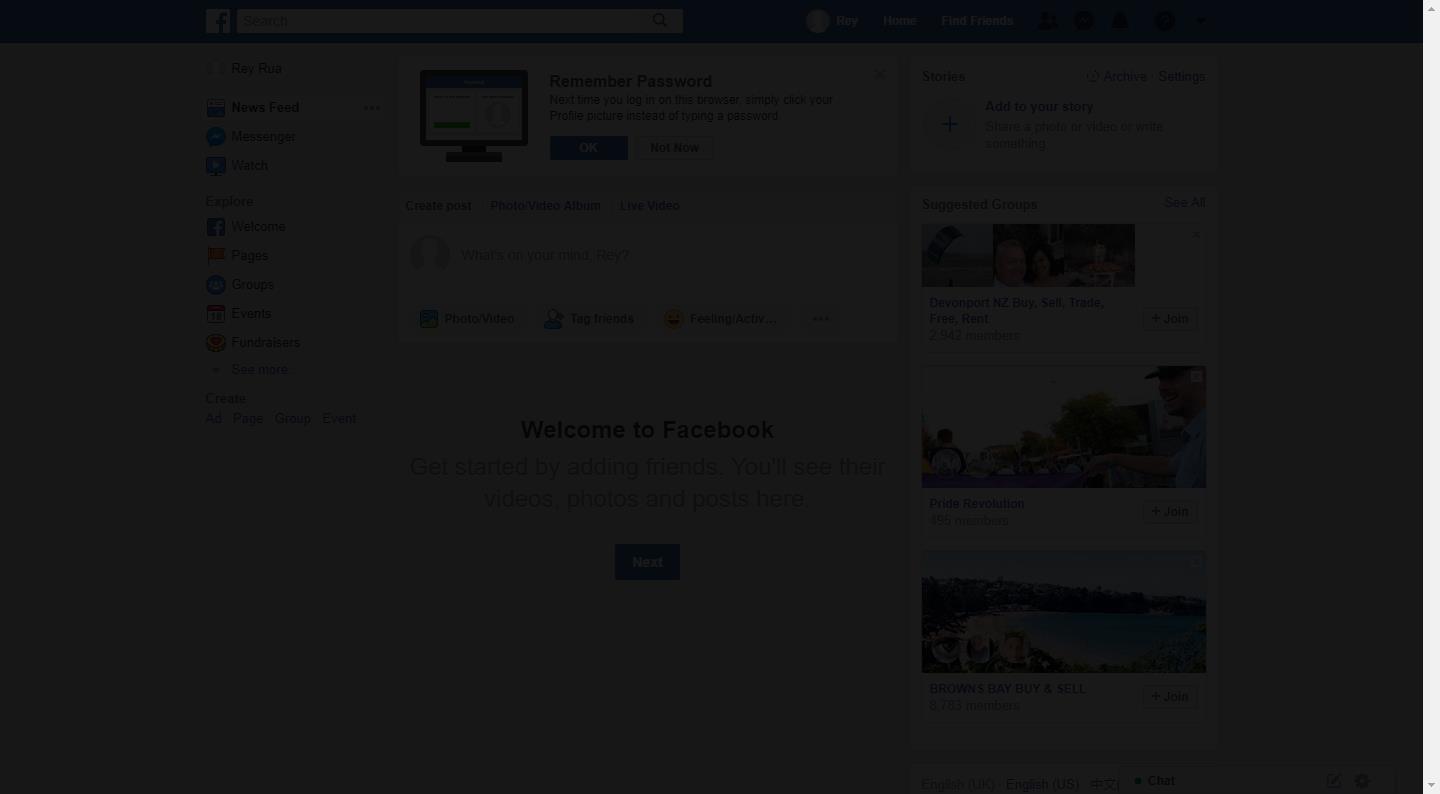 Search
Rey
Home
Find Friends
Rey Rua
News Feed
Messenger
Watch
Explore
Welcome
Pages
Groups
18
Events
Fundraisers
See more...
Create
Ad
Page
Group
Event
Remember Password
Next time you log in on this browser, simply click your
Profile picture instead of typing a password.
OK
Not Now
Create post
Photo/Video Album
Live Video
What's on your mind, Rey?
Photo/Video
Tag friends
Feeling/Activ...
Welcome to Facebook
Get started by adding friends. You'll see their
videos, photos and posts here.
Next
Stories
Archive · Settings
Add to your story
Share a photo or video or write
something
Suggested Groups
See All
Devonport NZ Buy, Sell, Trade,
Free, Rent
2,942 members
+ Join
Pride Revolution
495 members
+ Join
BROWNS BAY BUY & SELL
8,783 members
+ Join
English (UK) · English (US) · 中文(
Chat